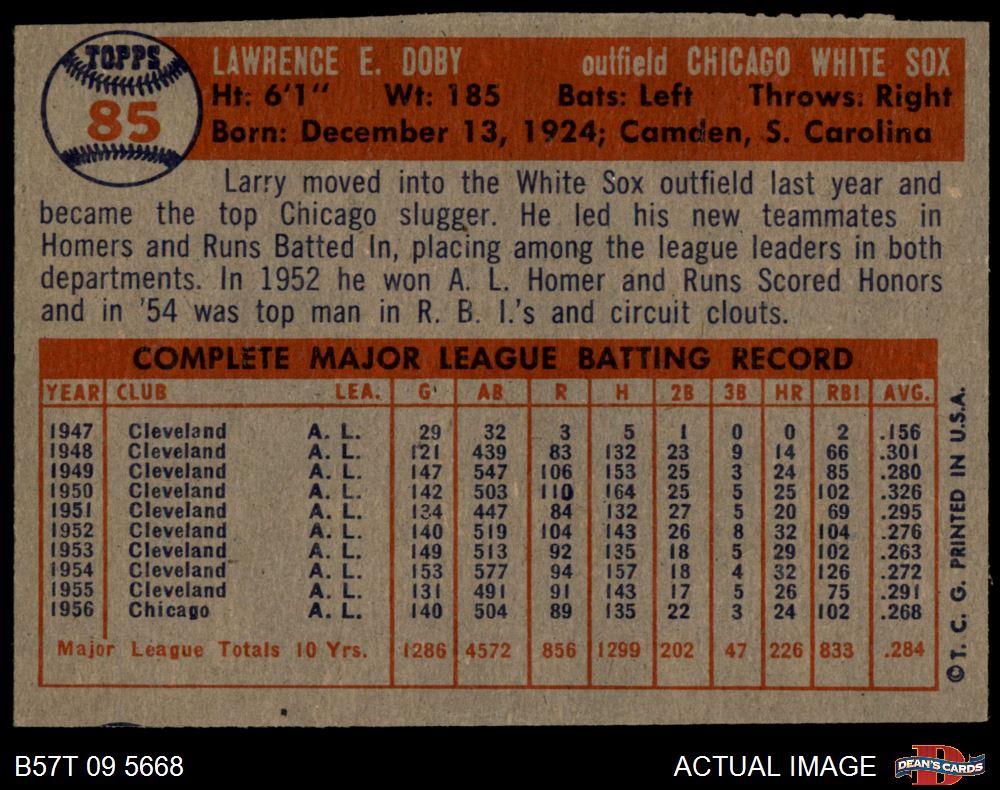 TOPPS
85
LAWRENCE E. DOBY outfield CHICAGO WHITE SOX
Ht: 6'1" Wt: 185 Bats: Left Throws: Right
Born: December 13, 1924; Camden, S. Carolina
Larry moved into the White Sox outfield last year and
became the top Chicago slugger. He led his new teammates in
Homers and Runs Batted In, placing among the league leaders in both
departments. In 1952 he won A. L. Homer and Runs Scored Honors
and in '54 was top man in R. B. I.'s and circuit clouts.
COMPLETE MAJOR LEAGUE BATTING RECORD
YEAR CLUB LEA. G AB R H 2B 3B HR RBI AVG.
1947 Cleveland A. L. 29 32 3 5 1 0 0 2 .156
1948 Cleveland A. L. 121 439 83 132 23 9 14 66 .301
1949 Cleveland A. L. 147 547 106 153 25 3 24 85 .280
1950 Cleveland A. L. 142 503 110 164 25 5 25 102 .326
1951 Cleveland A. L. 134 447 84 132 27 5 20 69 .295
1952 Cleveland A. L. 140 519 104 143 26 8 32 104 .276
1953 Cleveland A. L. 149 513 92 135 18 5 29 102 .263
1954 Cleveland A. L. 153 577 94 157 18 4 32 126 .272
1955 Cleveland A. L. 131 491 91 143 17 5 26 75 .291
1956 Chicago A. L. 140 504 89 135 22 3 24 102 .268
Major League Totals 10 Yrs. 1286 4572 856 1299 202 47 226 833 .284
©T. C. G. PRINTED IN U.S.A.
B57T 09 5668 ACTUAL IMAGE
D
DEAN'S CARDS